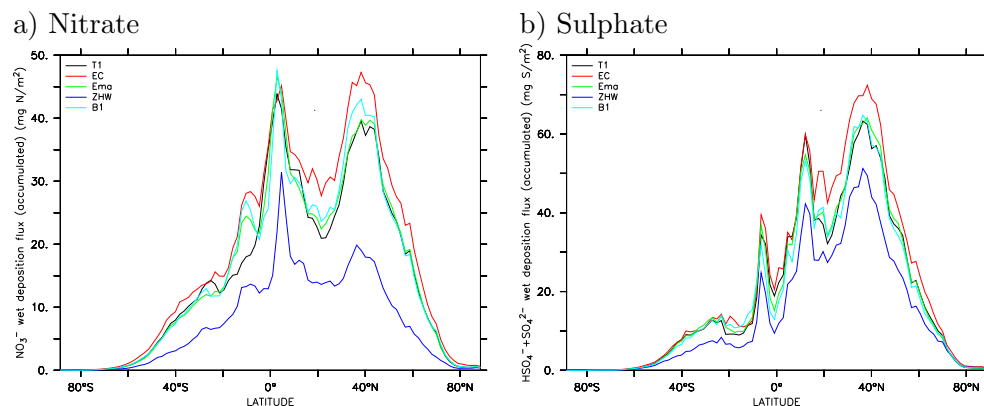 a) Nitrate
NO₃⁻ wet deposition flux (accumulated) (mg N/m²)
50.
40.
30.
20.
10.
0.
T1
EC
Ema
ZHW
B1
80°S 40°S 0° 40°N 80°N
LATITUDE
b) Sulphate
HSO₄⁻+SO₄²⁻ wet deposition flux (accumulated) (mg S/m²)
80.
60.
40.
20.
0.
T1
EC
Ema
ZHW
B1
80°S 40°S 0° 40°N 80°N
LATITUDE